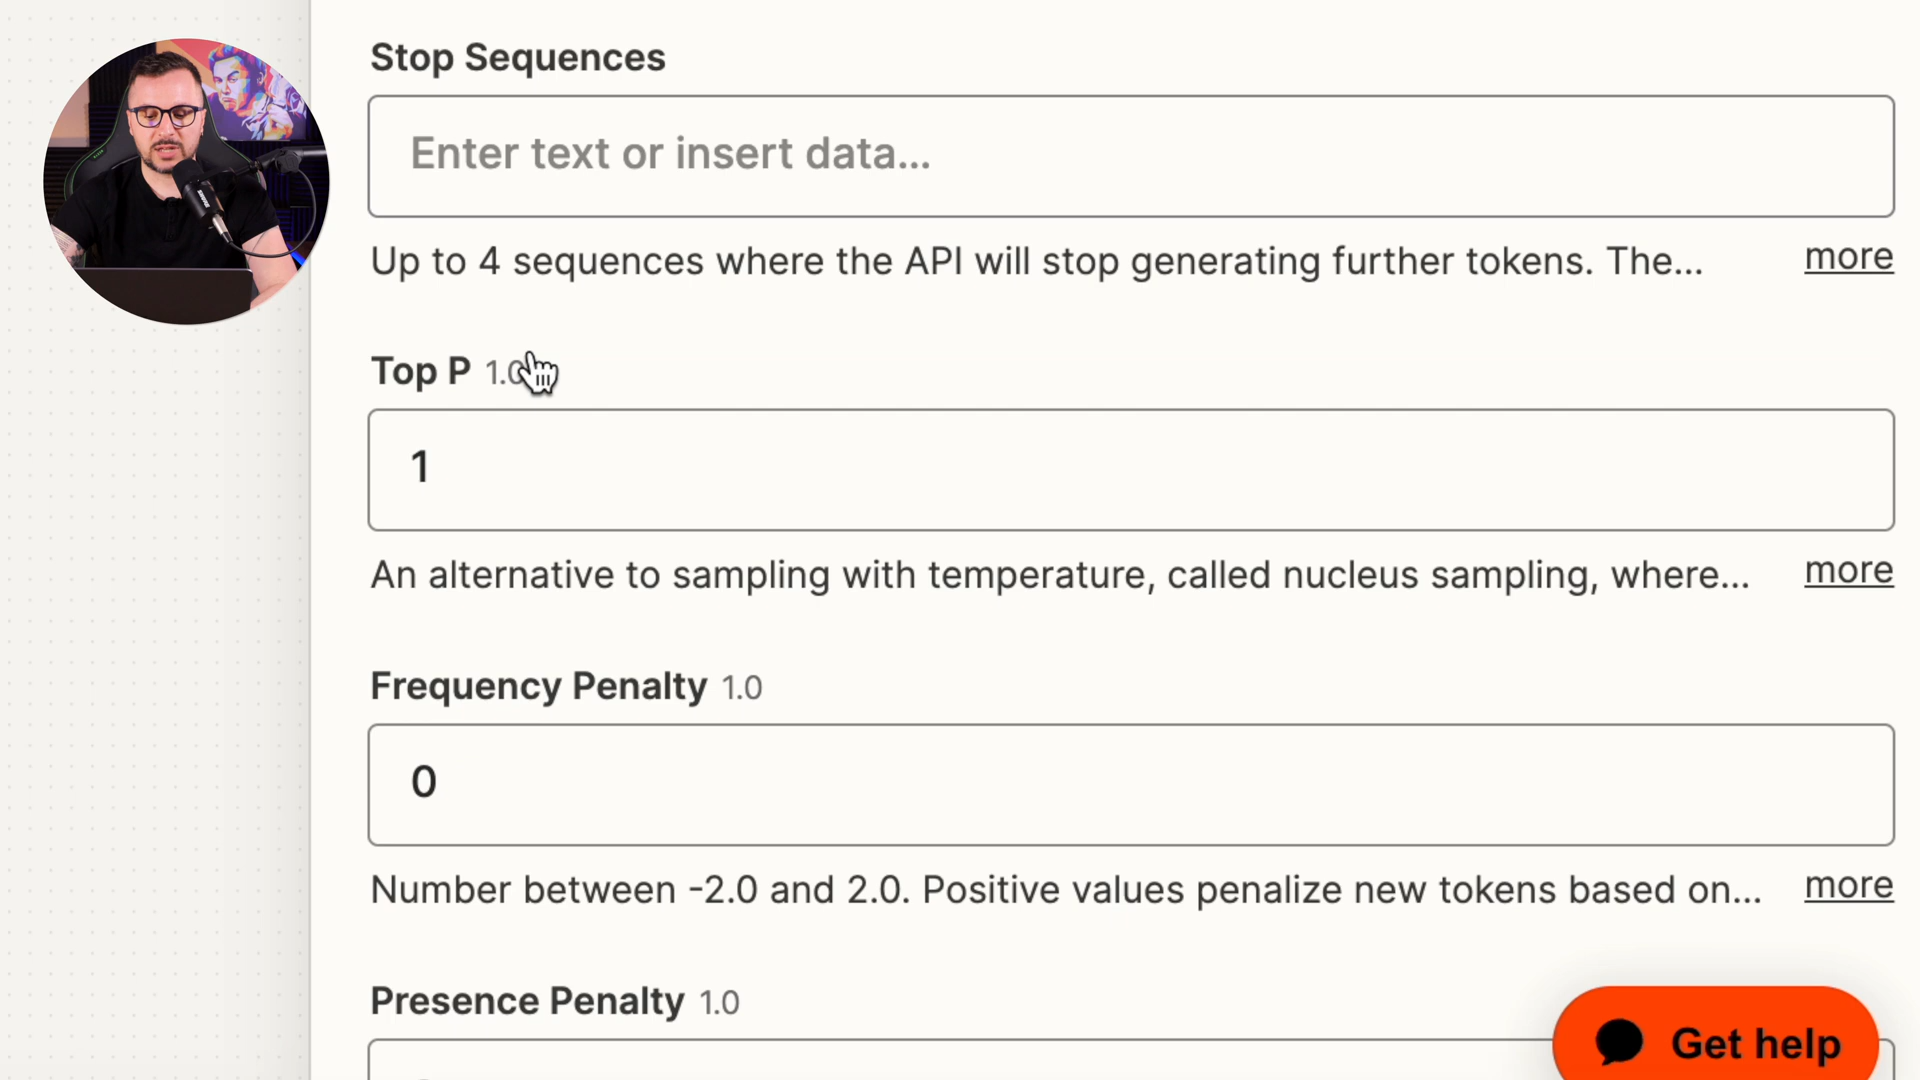 Stop Sequences
Enter text or insert data...
Up to 4 sequences where the API will stop generating further tokens. The... more
Top P 1.0
1
An alternative to sampling with temperature, called nucleus sampling, where... more
Frequency Penalty 1.0
0
Number between -2.0 and 2.0. Positive values penalize new tokens based on... more
Presence Penalty 1.0
Get help